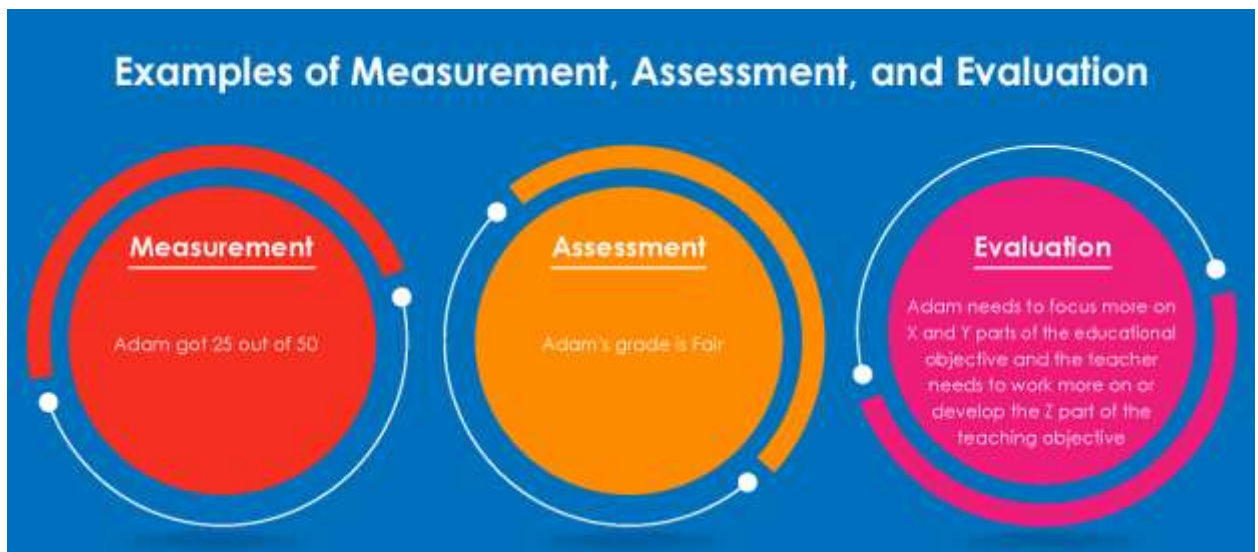 Examples of Measurement, Assessment, and Evaluation
Measurement
Adam got 25 out of 50
Assessment
Adam's grade is Fair
Evaluation
Adam needs to focus more on
X and Y parts of the educational
objective and the teacher
needs to work more on or
develop the Z part of the
teaching objective